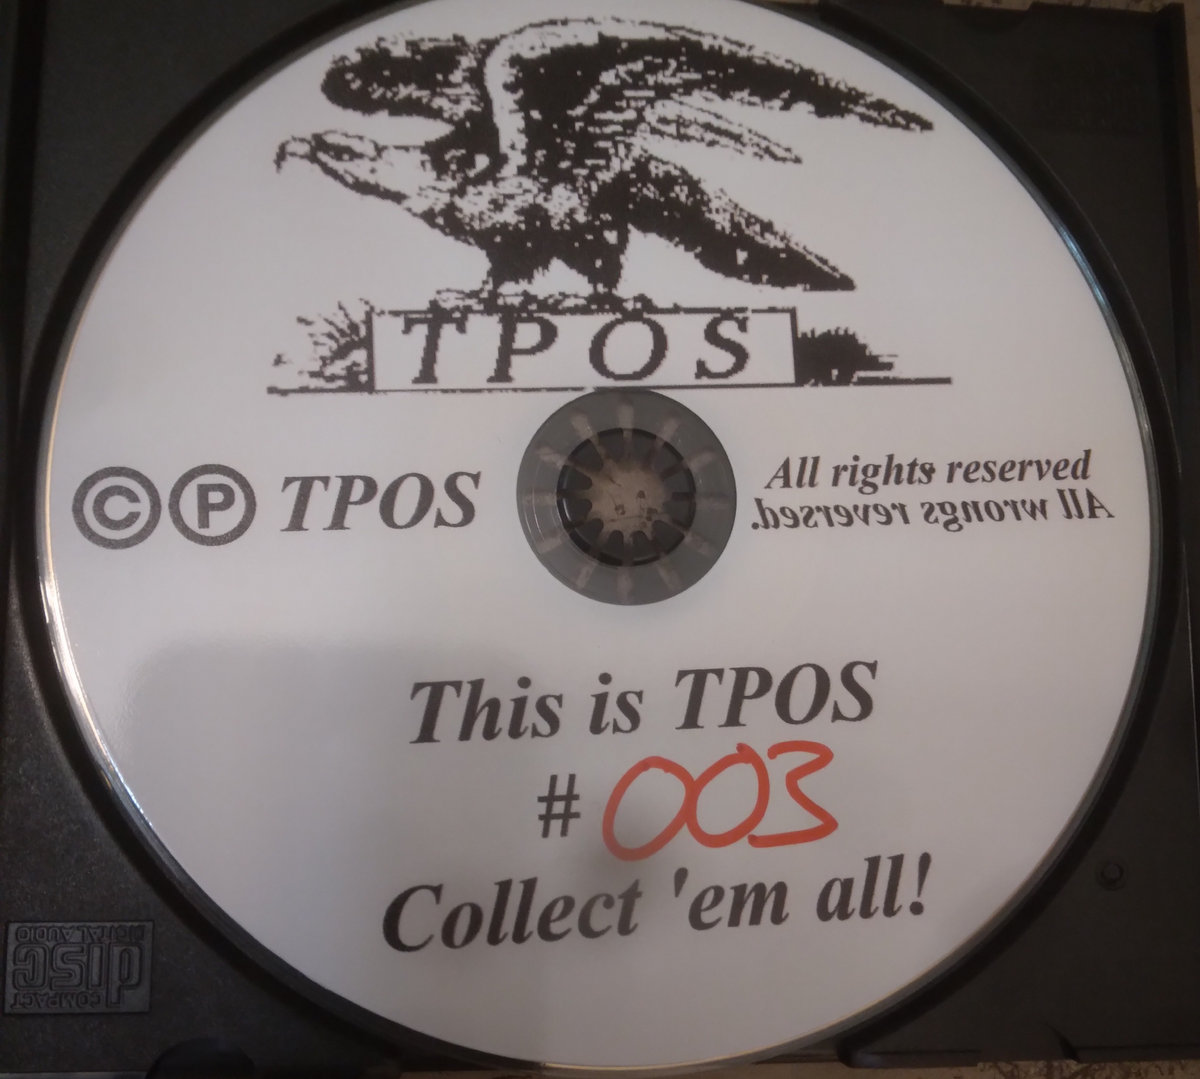 TPOS
© ℗ TPOS
All rights reserved
All wrongs reversed.
This is TPOS
# 003
Collect 'em all!
COMPACT
disc
DIGITAL AUDIO